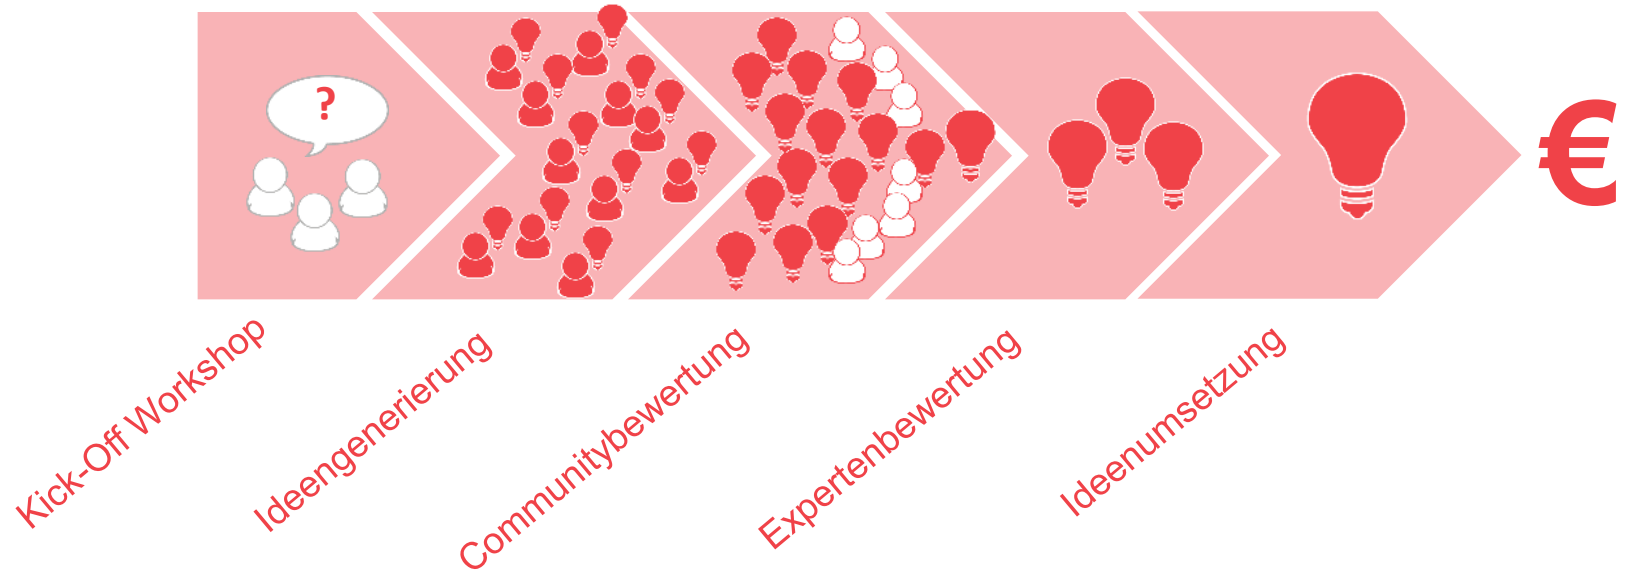 ?
€
Kick-Off Workshop
Ideengenerierung
Communitybewertung
Expertenbewertung
Ideenumsetzung